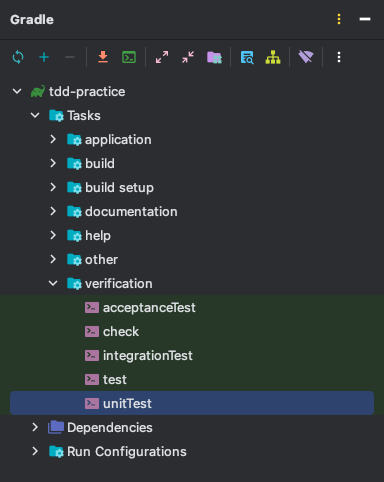 Gradle
tdd-practice
Tasks
application
build
build setup
documentation
help
other
verification
acceptanceTest
check
integrationTest
test
unitTest
Dependencies
Run Configurations